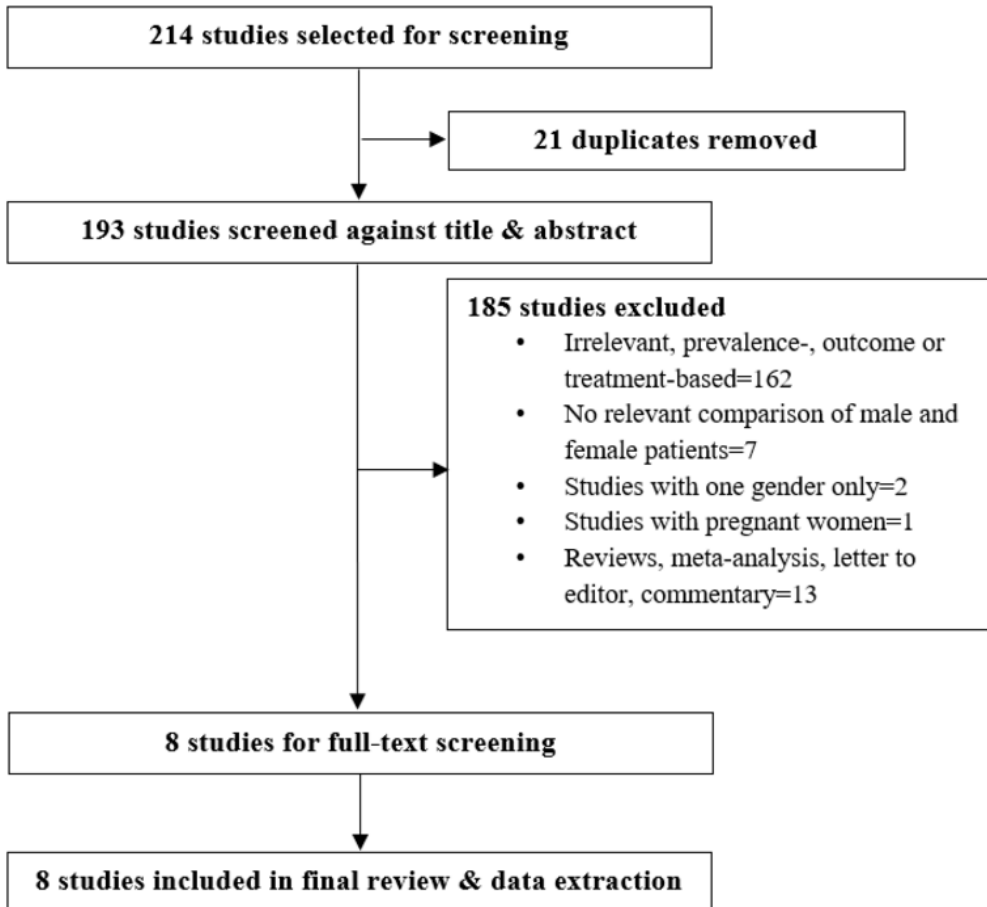 214 studies selected for screening
21 duplicates removed
193 studies screened against title & abstract
185 studies excluded
• Irrelevant, prevalence-, outcome or
treatment-based=162
• No relevant comparison of male and
female patients=7
• Studies with one gender only=2
• Studies with pregnant women=1
• Reviews, meta-analysis, letter to
editor, commentary=13
8 studies for full-text screening
8 studies included in final review & data extraction